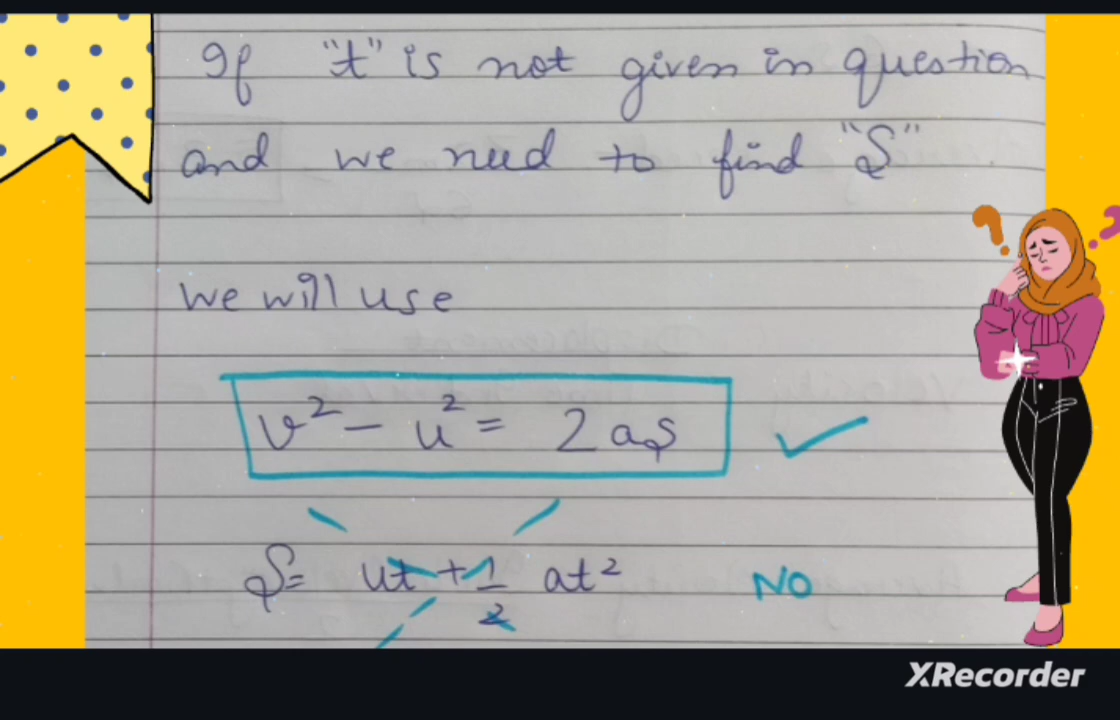 If "t" is not given in question
and we need to find "S"
we will use
v² - u² = 2as
S = ut + 1/2 at² NO
XRecorder